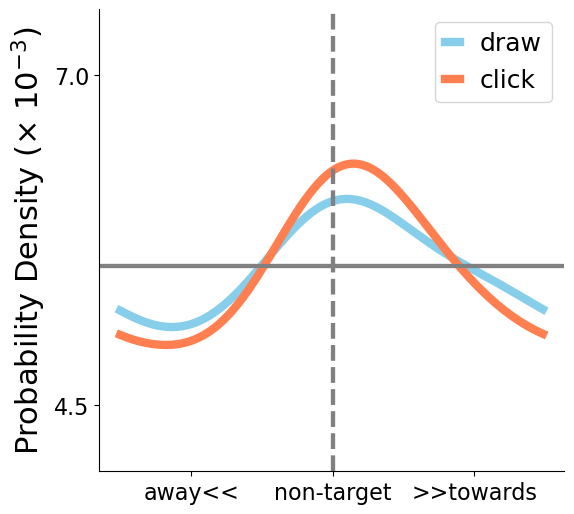 Probability Density (× 10⁻³)
7.0
4.5
draw
click
away<<
non-target
>>towards